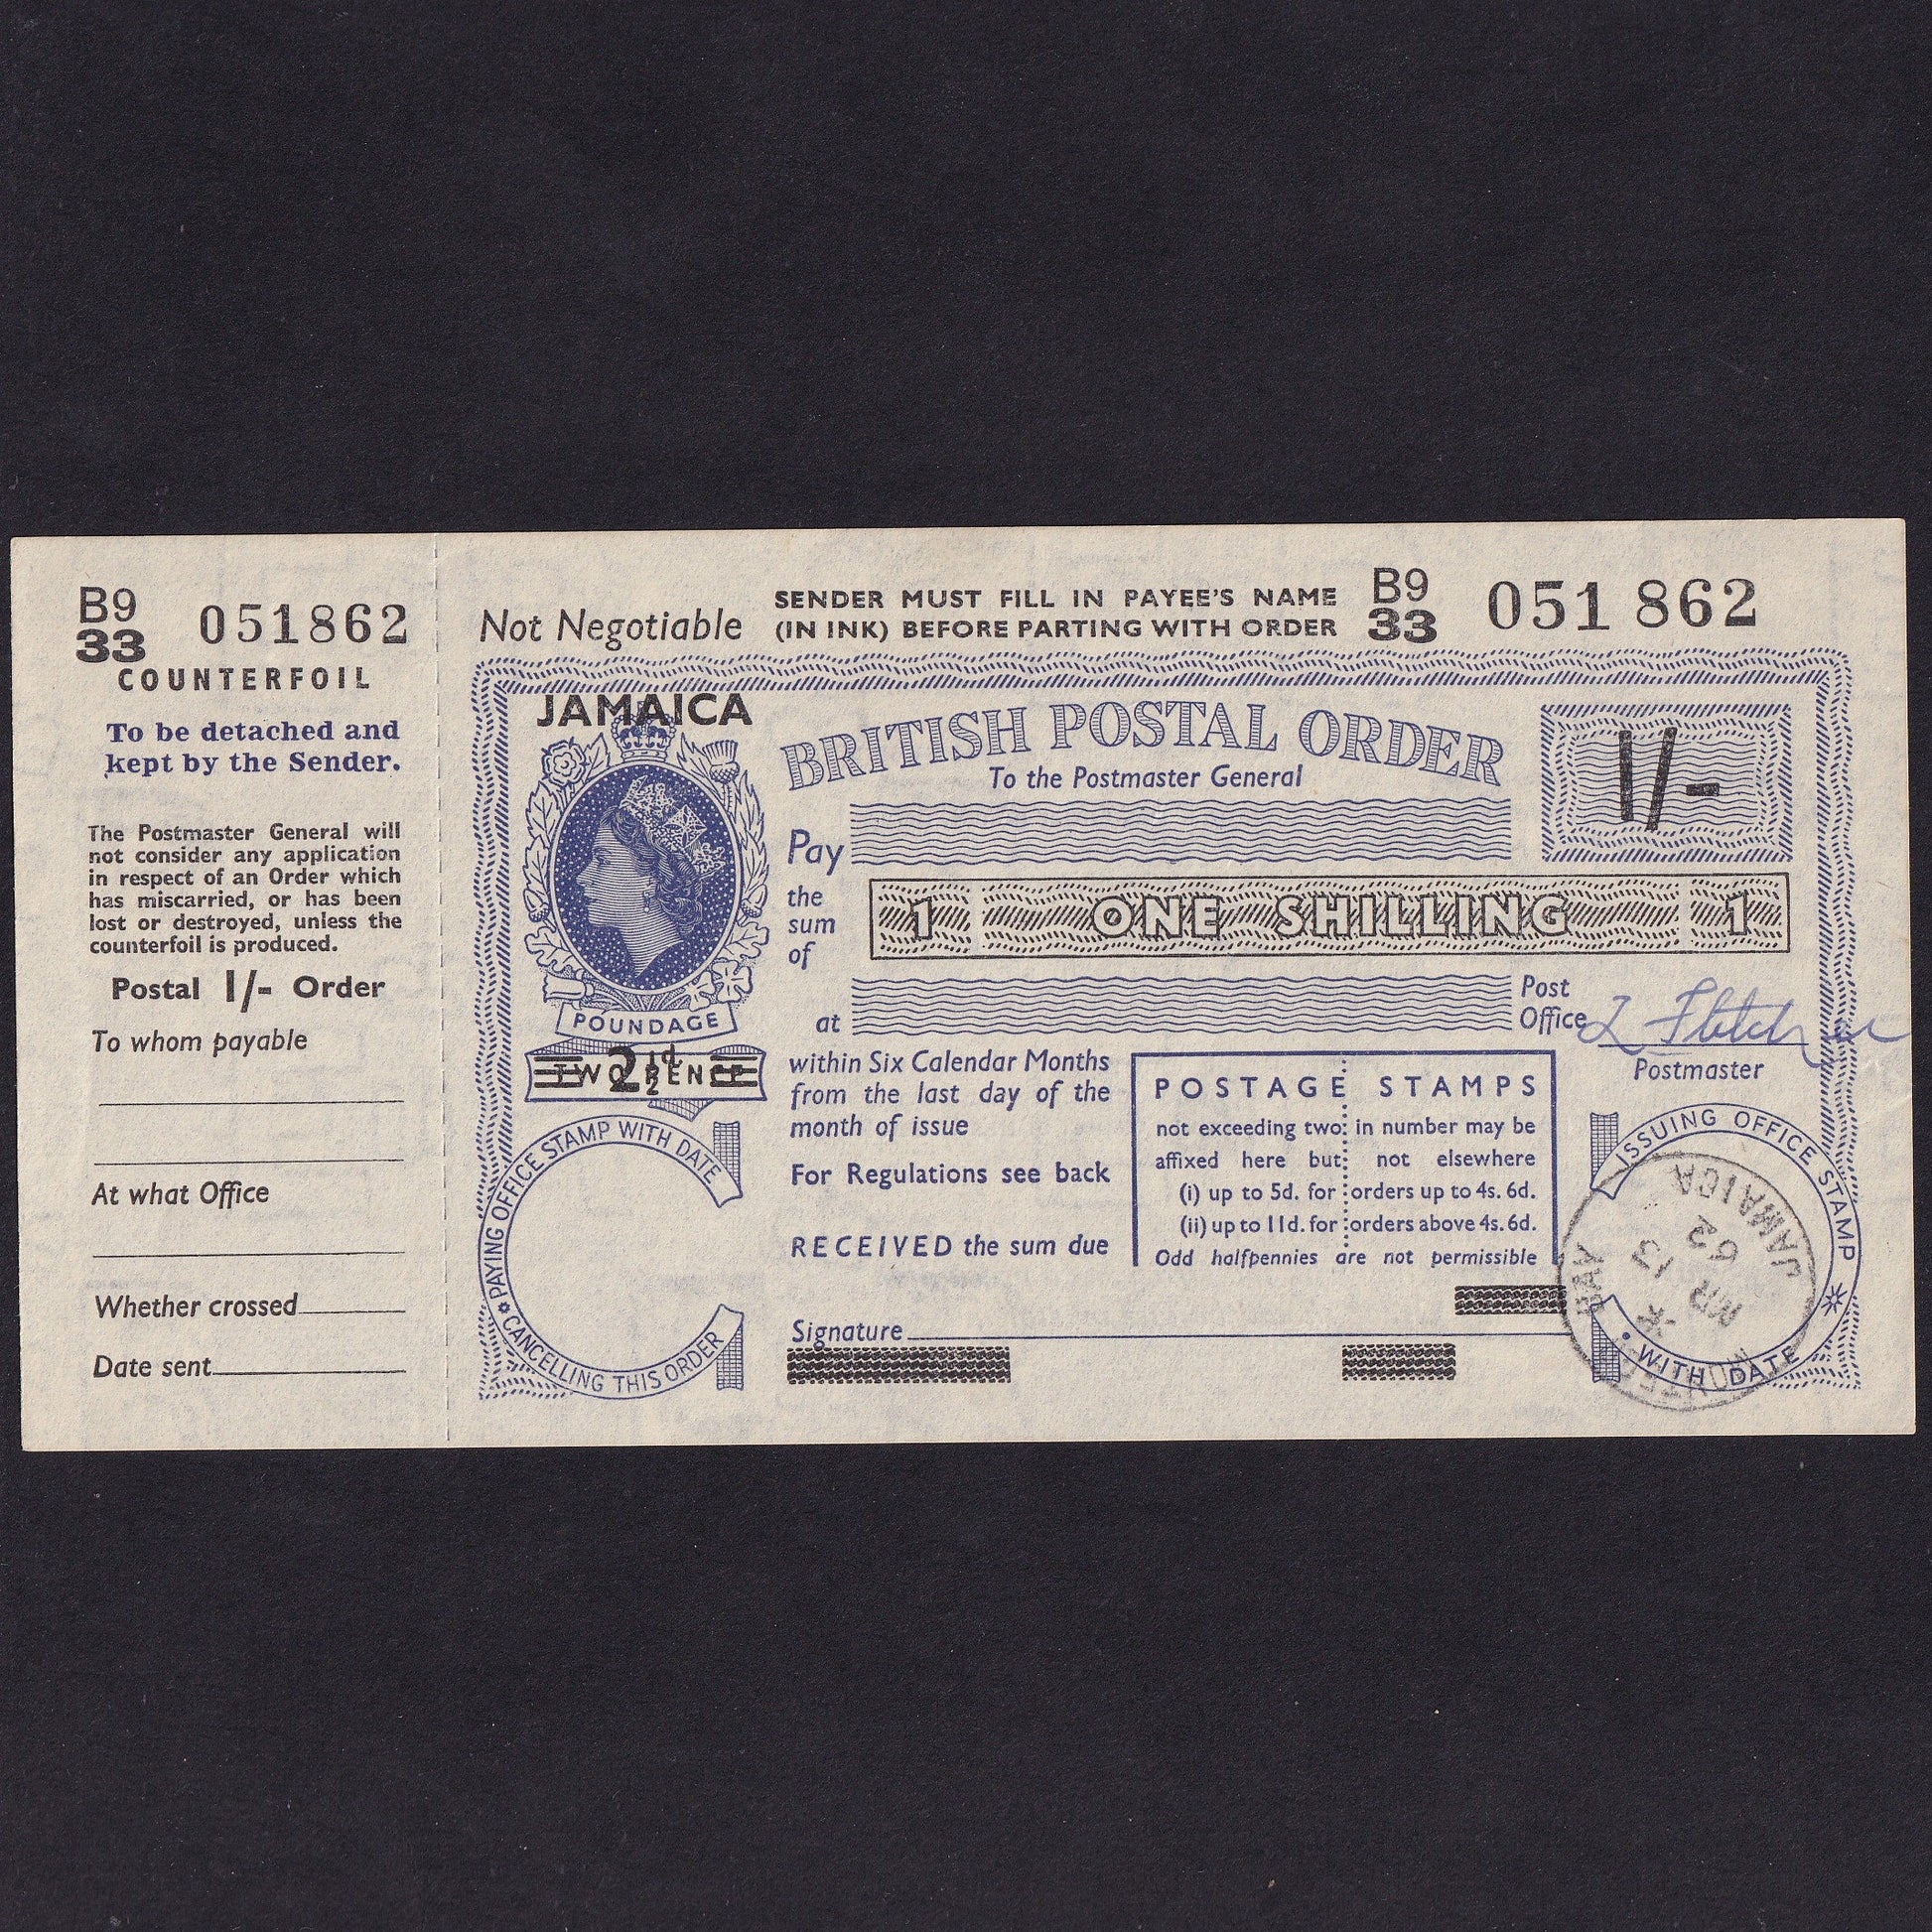 B9
33 051862
COUNTERFOIL
To be detached and
kept by the Sender.
The Postmaster General will
not consider any application
in respect of an Order which
has miscarried, or has been
lost or destroyed, unless the
counterfoil is produced.
Postal 1/- Order
To whom payable
At what Office
Whether crossed
Date sent
Not Negotiable
SENDER MUST FILL IN PAYEE'S NAME
(IN INK) BEFORE PARTING WITH ORDER
B9
33 051 862
JAMAICA
BRITISH POSTAL ORDER
To the Postmaster General
1/-
Pay
the
sum
of
1 ONE SHILLING 1
at
Post
Office
L Fletcher
Postmaster
POUNDAGE
TWO PENCE
2½d
PAYING OFFICE STAMP WITH DATE
CANCELLING THIS ORDER
within Six Calendar Months
from the last day of the
month of issue
For Regulations see back
RECEIVED the sum due
Signature
POSTAGE STAMPS
not exceeding two in number may be
affixed here but not elsewhere
(i) up to 5d. for orders up to 4s. 6d.
(ii) up to 11d. for orders above 4s. 6d.
Odd halfpennies are not permissible
ISSUING OFFICE STAMP
WITH DATE
BAY
JAMAICA
MR 13
62